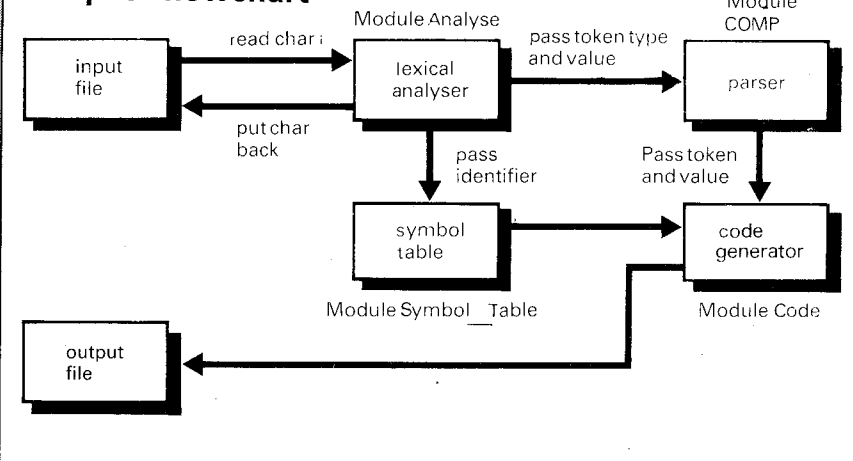 Module Analyse
Module
COMP
read char
pass token type
and value
input
file
lexical
analyser
parser
put char
back
pass
identifier
Pass token
and value
symbol
table
code
generator
Module Symbol_Table
Module Code
output
file